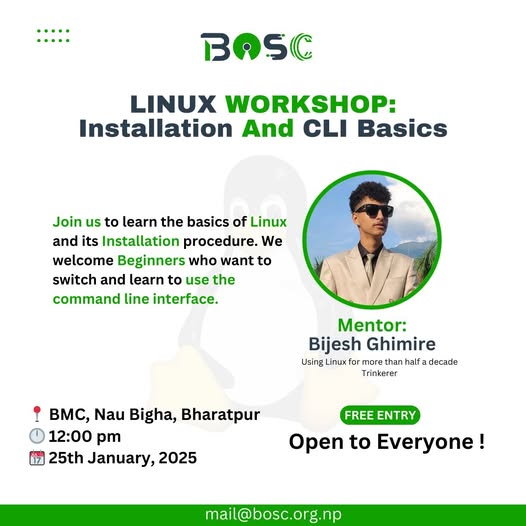 BOSC
LINUX WORKSHOP:
Installation And CLI Basics
Join us to learn the basics of Linux
and its Installation procedure. We
welcome Beginners who want to
switch and learn to use the
command line interface.
Mentor:
Bijesh Ghimire
Using Linux for more than half a decade
Trinkerer
BMC, Nau Bigha, Bharatpur
12:00 pm
25th January, 2025
FREE ENTRY
Open to Everyone !
mail@bosc.org.np